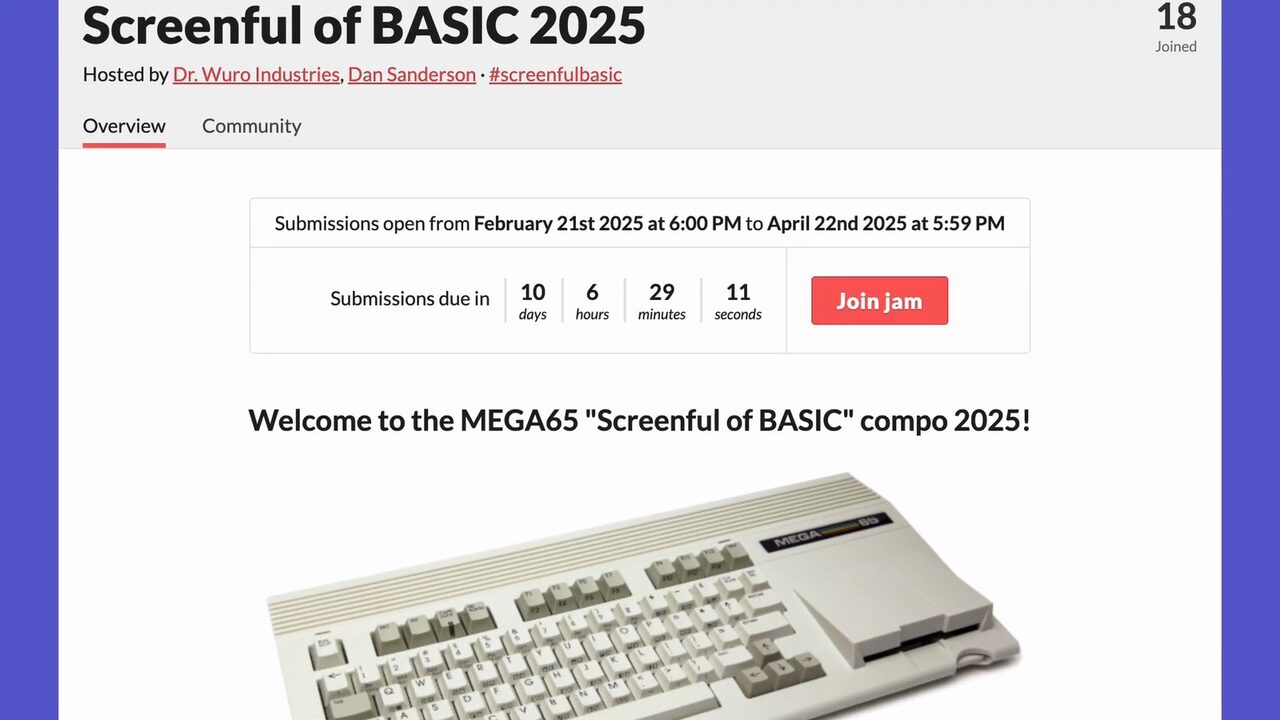 Screenful of BASIC 2025
18
Joined
Hosted by Dr. Wuro Industries, Dan Sanderson · #screenfulbasic
Overview Community
Submissions open from February 21st 2025 at 6:00 PM to April 22nd 2025 at 5:59 PM
Submissions due in 10 days 6 hours 29 minutes 11 seconds
Join jam
Welcome to the MEGA65 "Screenful of BASIC" compo 2025!
MEGA 65